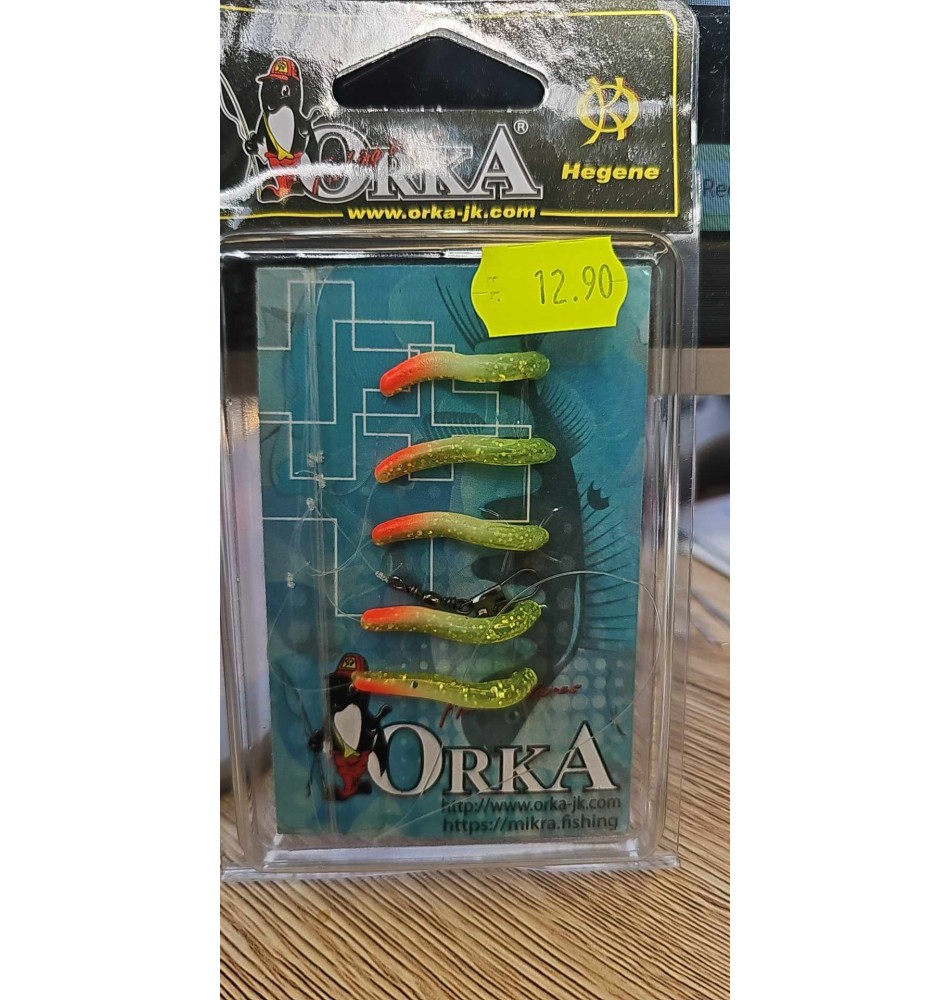 ORKA®
Hegene
www.orka-jk.com
12.90
ORKA
http://www.orka-jk.com
https://mikra.fishing